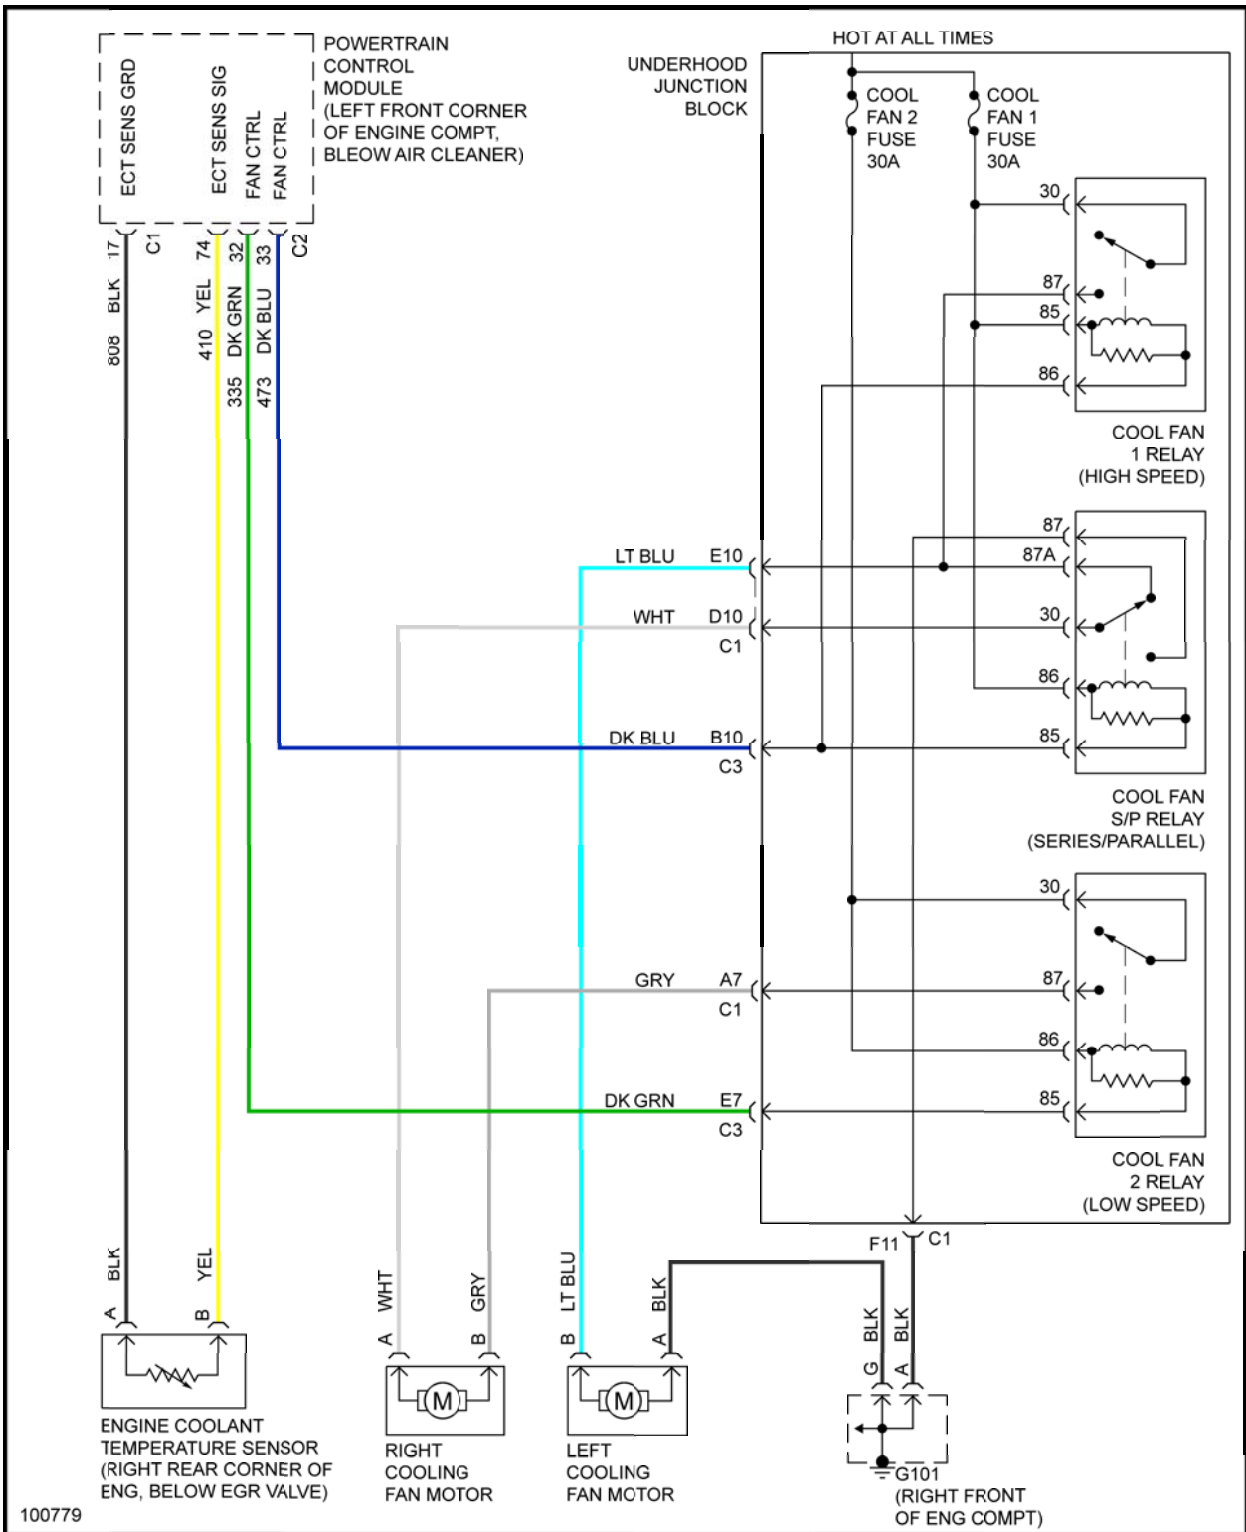 HOT AT ALL TIMES
POWERTRAIN
CONTROL
MODULE
(LEFT FRONT CORNER
OF ENGINE COMPT,
BLEOW AIR CLEANER)
ECT SENS GRD
ECT SENS SIG
FAN CTRL
FAN CTRL
UNDERHOOD
JUNCTION
BLOCK
COOL
FAN 2
FUSE
30A
COOL
FAN 1
FUSE
30A
17
C1
74
32
33
C2
808 BLK
410 YEL
335 DK GRN
473 DK BLU
30
87
85
86
COOL FAN
1 RELAY
(HIGH SPEED)
87
87A
30
86
85
COOL FAN
S/P RELAY
(SERIES/PARALLEL)
LT BLU E10
WHT D10
C1
DK BLU B10
C3
30
87
86
85
COOL FAN
2 RELAY
(LOW SPEED)
GRY A7
C1
DK GRN E7
C3
F11 C1
BLK
A
YEL
B
WHT
A
GRY
B
LT BLU
B
BLK
A
BLK
G
BLK
A
M
M
ENGINE COOLANT
TEMPERATURE SENSOR
(RIGHT REAR CORNER OF
ENG, BELOW EGR VALVE)
RIGHT
COOLING
FAN MOTOR
LEFT
COOLING
FAN MOTOR
G101
(RIGHT FRONT
OF ENG COMPT)
100779